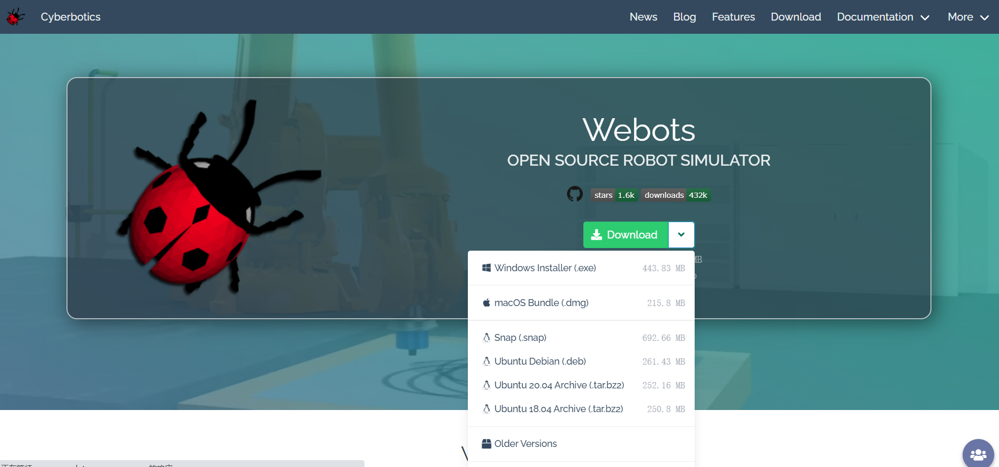 Cyberbotics
News Blog Features Download Documentation More
Webots
OPEN SOURCE ROBOT SIMULATOR
stars 1.6k downloads 432k
Download
MB
Windows Installer (.exe) 443.83 MB
macOS Bundle (.dmg) 215.8 MB
Snap (.snap) 692.66 MB
Ubuntu Debian (.deb) 261.43 MB
Ubuntu 20.04 Archive (.tar.bz2) 252.16 MB
Ubuntu 18.04 Archive (.tar.bz2) 250.8 MB
Older Versions